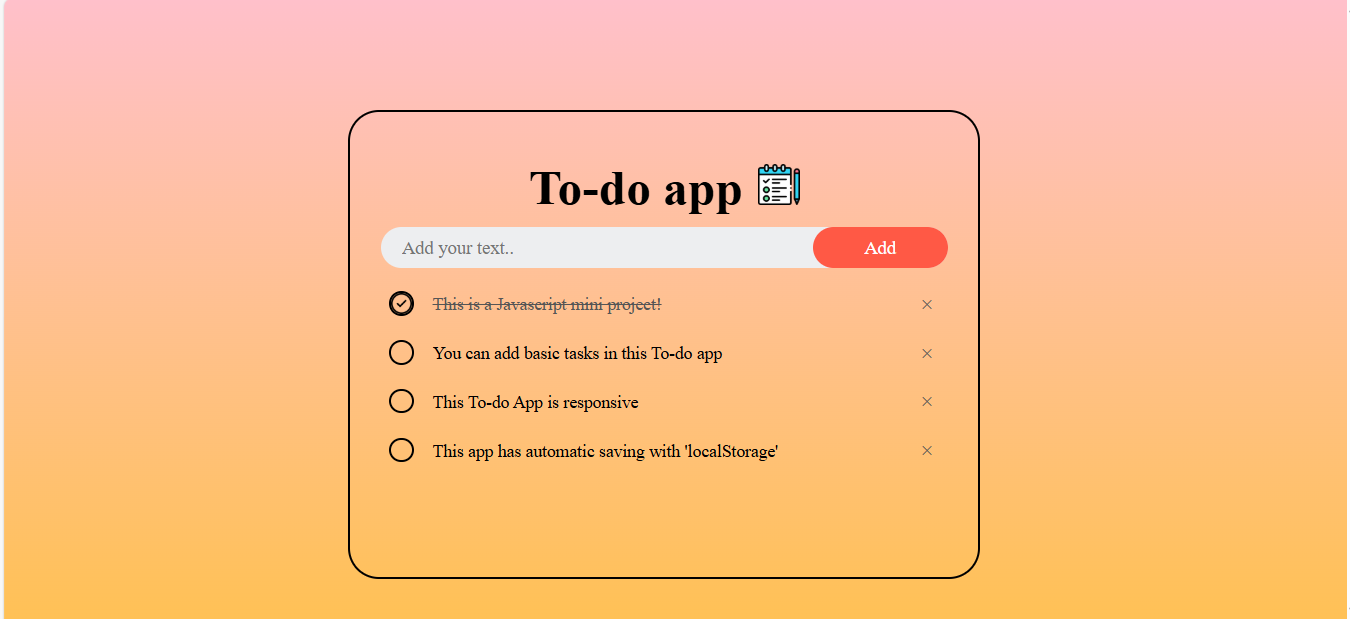 To-do app
Add your text..
Add
This is a Javascript mini project!
You can add basic tasks in this To-do app
This To-do App is responsive
This app has automatic saving with 'localStorage'